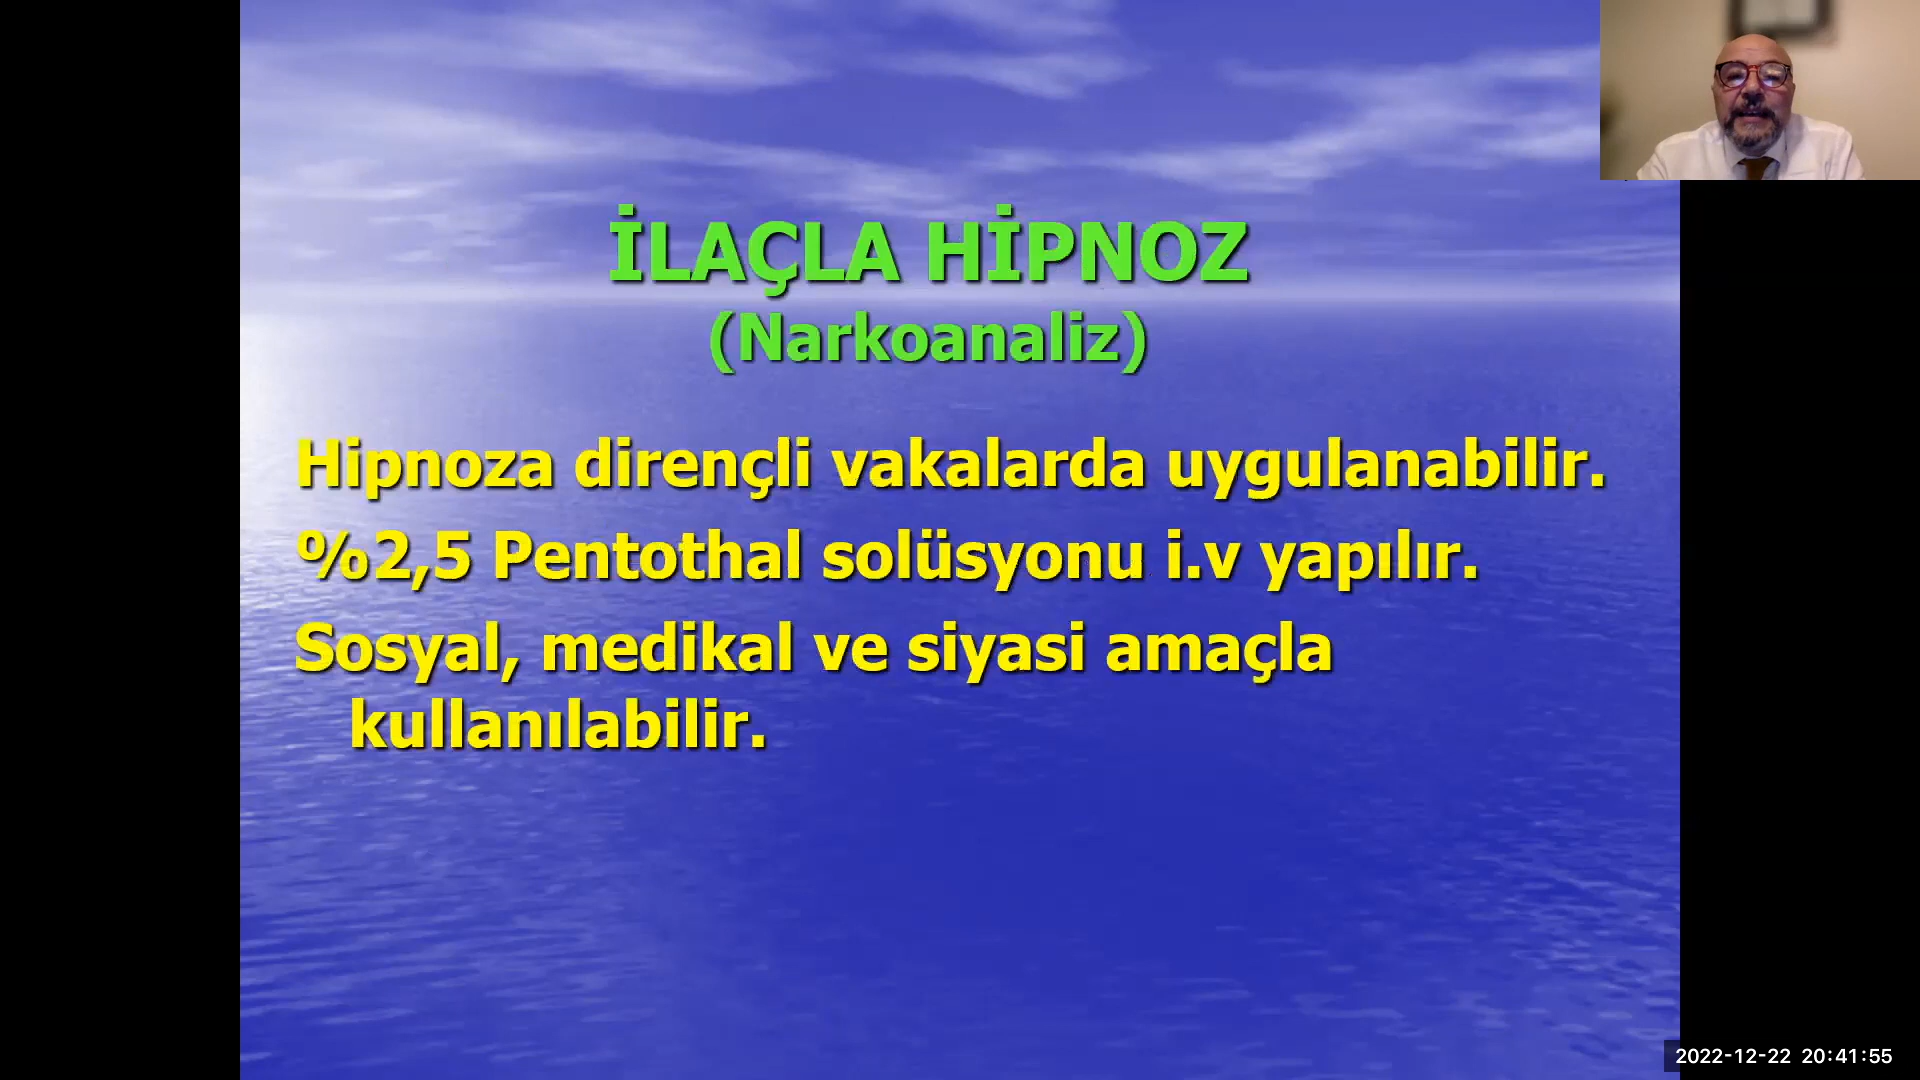 İLAÇLA HİPNOZ
(Narkoanaliz)
Hipnoza dirençli vakalarda uygulanabilir.
%2,5 Pentothal solüsyonu i.v yapılır.
Sosyal, medikal ve siyasi amaçla
kullanılabilir.
2022-12-22 20:41:55